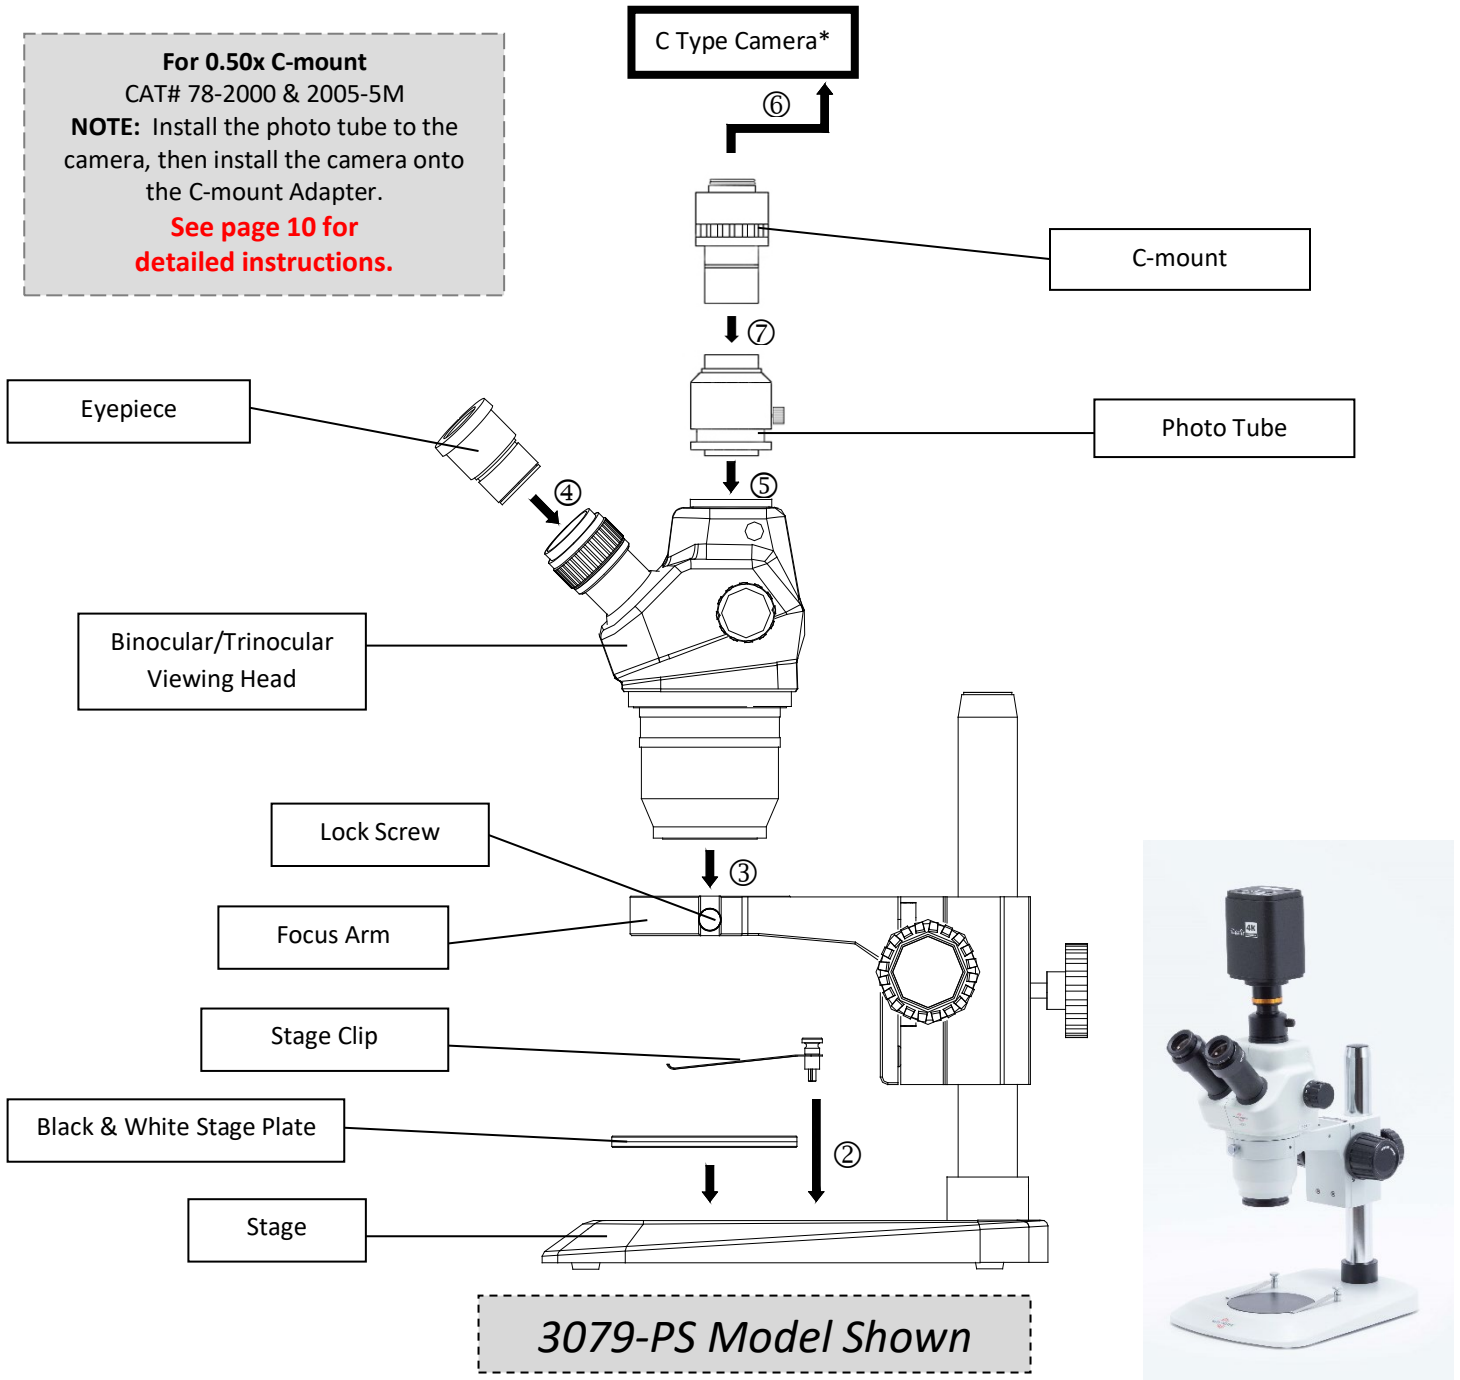 C Type Camera*
For 0.50x C-mount
CAT# 78-2000 & 2005-5M
NOTE: Install the photo tube to the
camera, then install the camera onto
the C-mount Adapter.
See page 10 for
detailed instructions.
⑥
C-mount
⑦
Eyepiece
Photo Tube
④
⑤
Binocular/Trinocular
Viewing Head
Lock Screw
③
Focus Arm
4K
Stage Clip
Black & White Stage Plate
②
Stage
3079-PS Model Shown